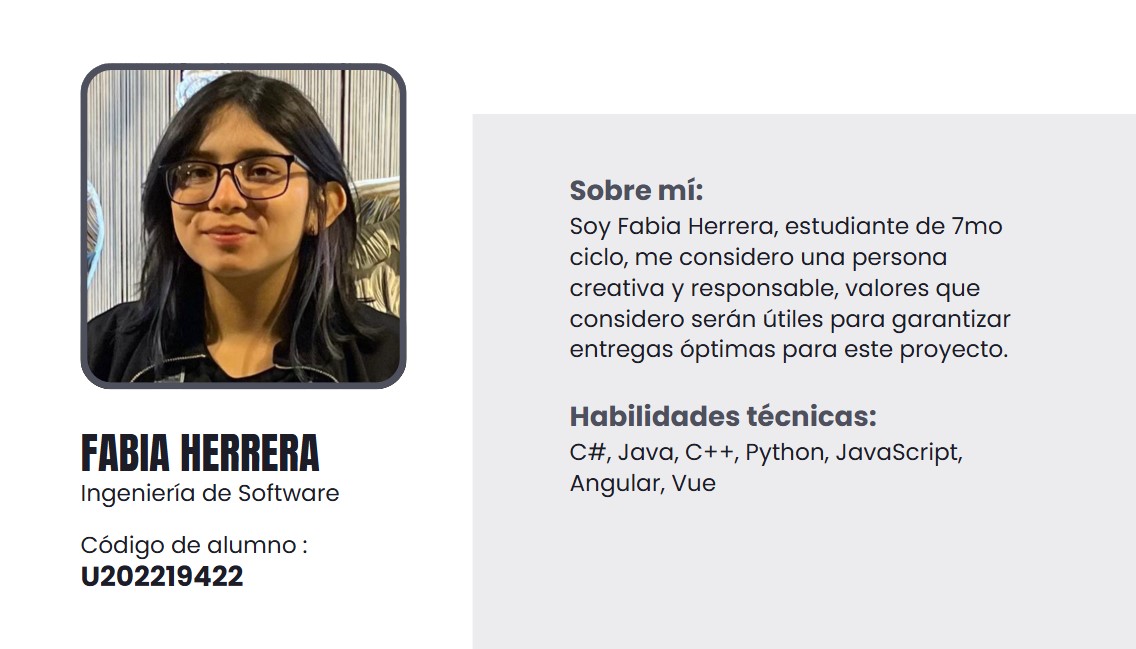 FABIA HERRERA
Ingeniería de Software
Código de alumno :
U202219422
Sobre mí:
Soy Fabia Herrera, estudiante de 7mo
ciclo, me considero una persona
creativa y responsable, valores que
considero serán útiles para garantizar
entregas óptimas para este proyecto.
Habilidades técnicas:
C#, Java, C++, Python, JavaScript,
Angular, Vue